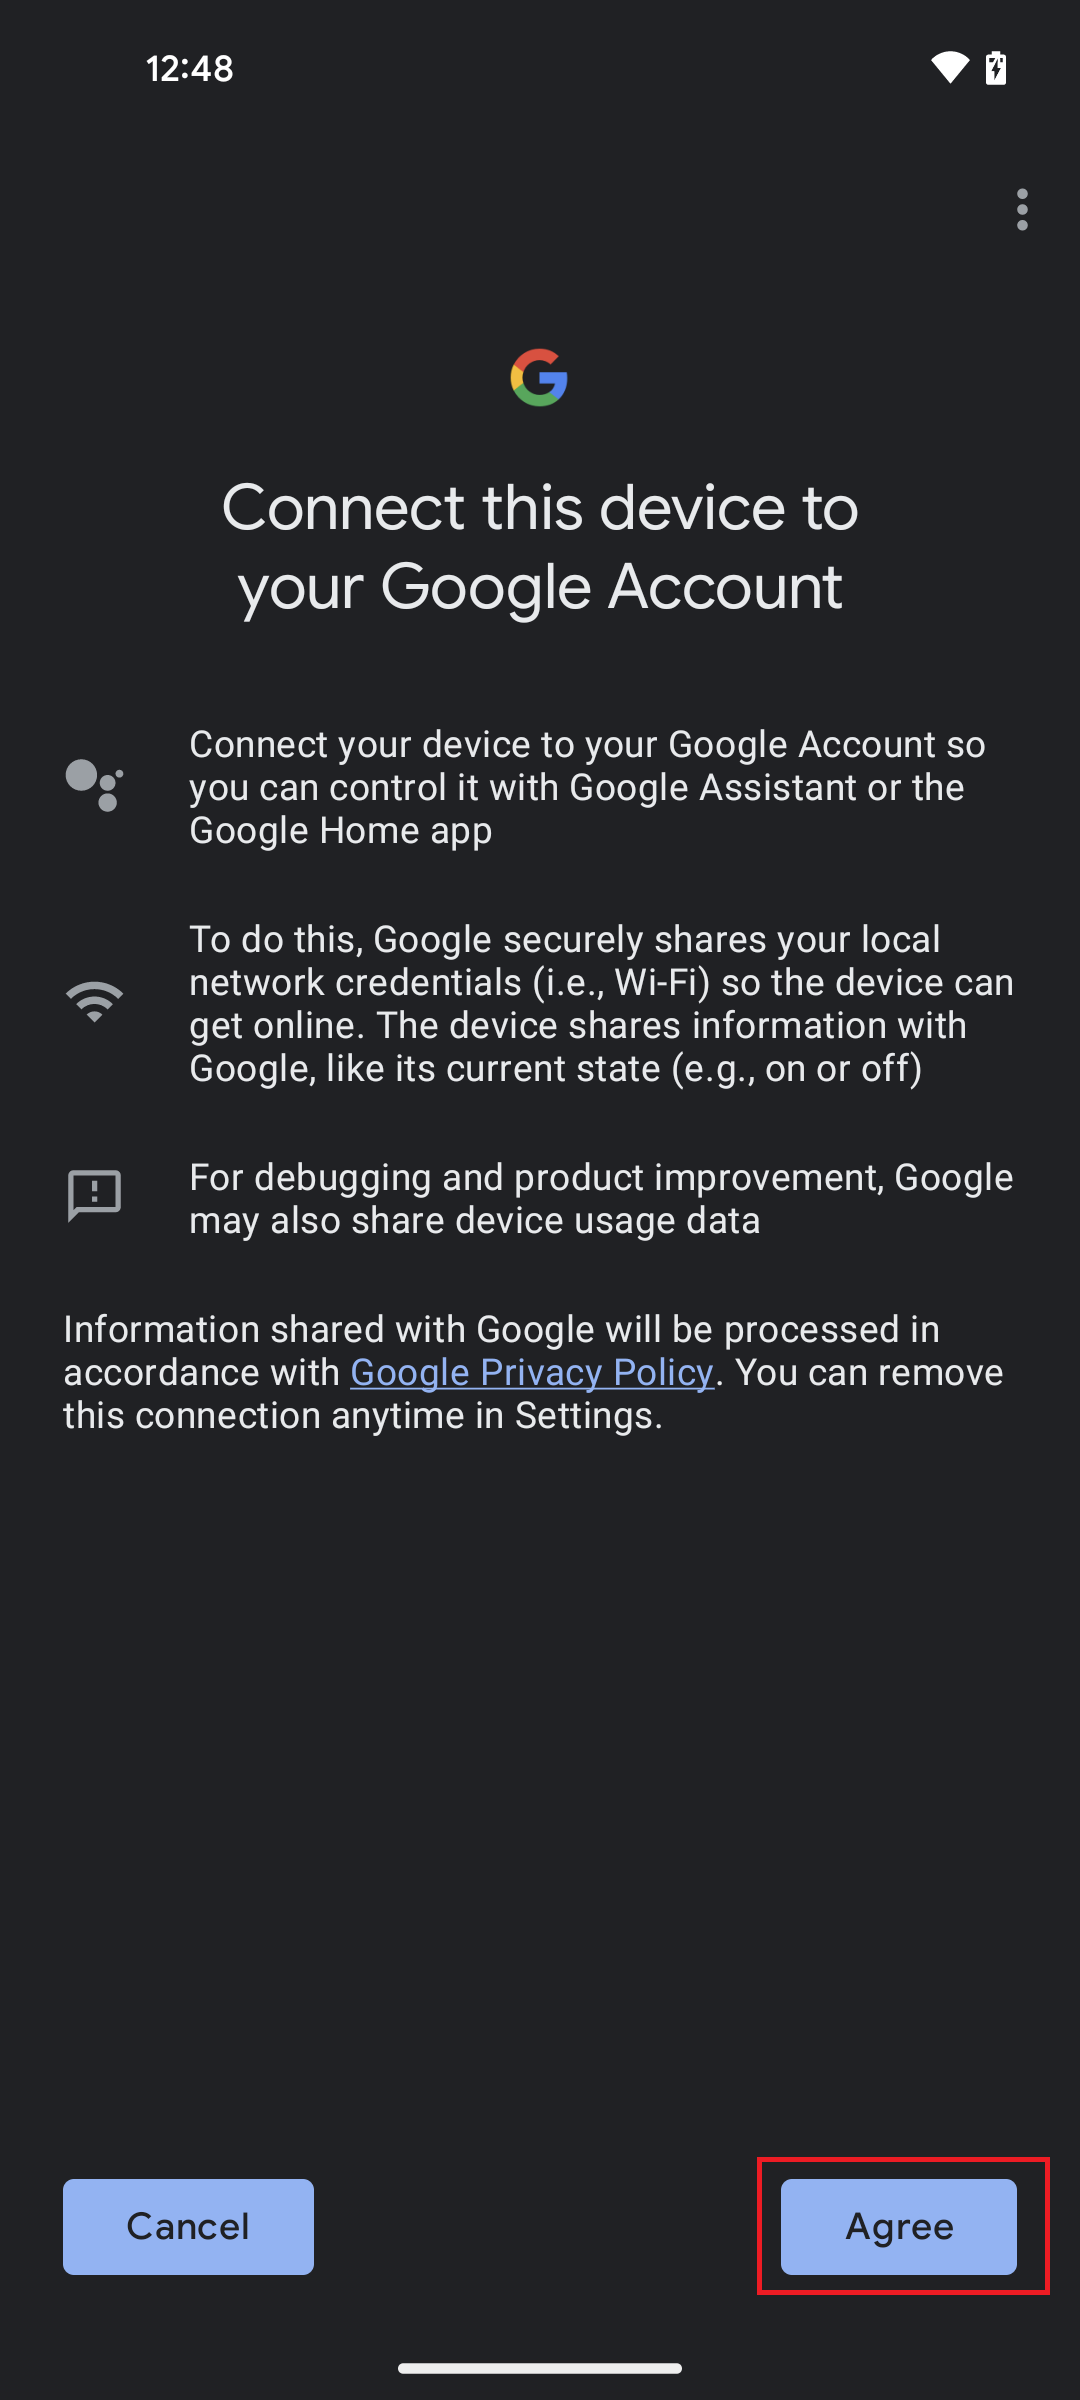 12:48
Connect this device to
your Google Account
Connect your device to your Google Account so
you can control it with Google Assistant or the
Google Home app
To do this, Google securely shares your local
network credentials (i.e., Wi-Fi) so the device can
get online. The device shares information with
Google, like its current state (e.g., on or off)
For debugging and product improvement, Google
may also share device usage data
Information shared with Google will be processed in
accordance with Google Privacy Policy. You can remove
this connection anytime in Settings.
Cancel
Agree